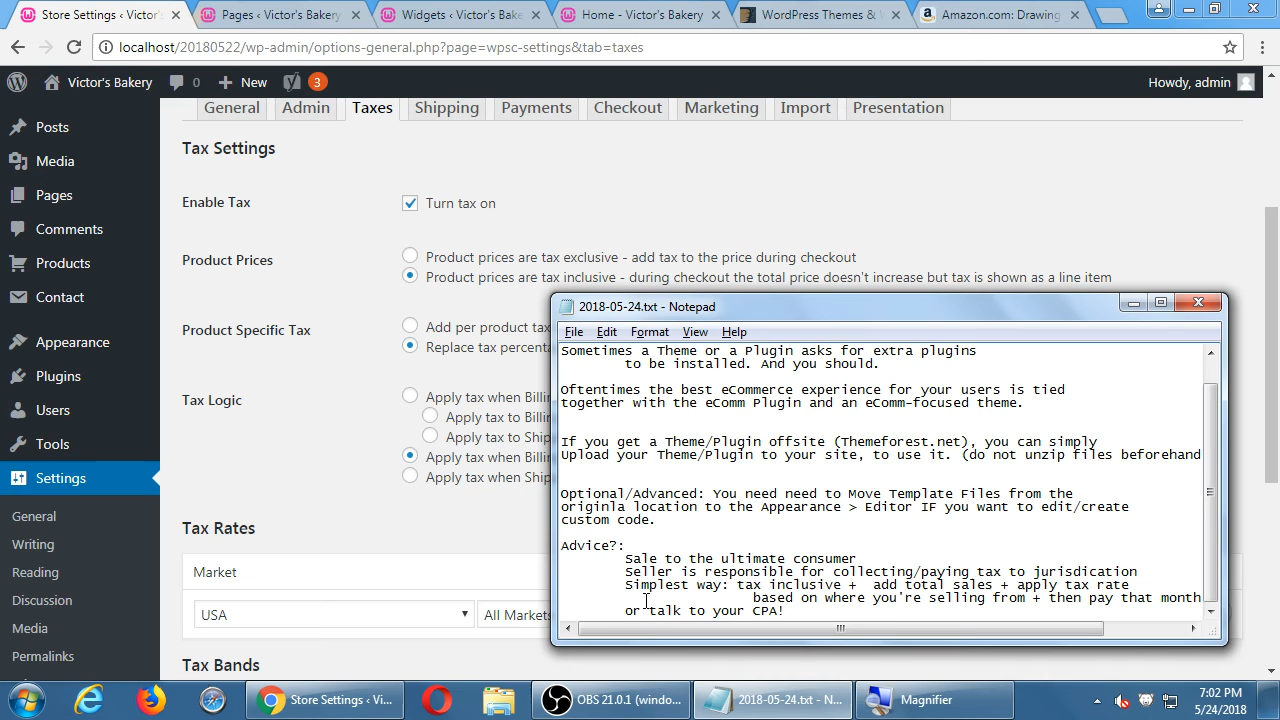 Store Settings ‹ Victor's
Pages ‹ Victor's Bakery
Widgets ‹ Victor's Bake
Home - Victor's Bakery
WordPress Themes &
Amazon.com: Drawing
localhost/20180522/wp-admin/options-general.php?page=wpsc-settings&tab=taxes
Victor's Bakery
0
New
3
Howdy, admin
Posts
Media
Pages
Comments
Products
Contact
Appearance
Plugins
Users
Tools
Settings
General
Writing
Reading
Discussion
Media
Permalinks
General
Admin
Taxes
Shipping
Payments
Checkout
Marketing
Import
Presentation
Tax Settings
Enable Tax
Turn tax on
Product Prices
Product prices are tax exclusive - add tax to the price during checkout
Product prices are tax inclusive - during checkout the total price doesn't increase but tax is shown as a line item
Product Specific Tax
Add per product tax
Replace tax percenta
Tax Logic
Apply tax when Billin
Apply tax to Billi
Apply tax to Ship
Apply tax when Billin
Apply tax when Ship
Tax Rates
Market
USA
All Markets
Tax Bands
2018-05-24.txt - Notepad
File Edit Format View Help
Sometimes a Theme or a Plugin asks for extra plugins
to be installed. And you should.
Oftentimes the best eCommerce experience for your users is tied
together with the eComm Plugin and an eComm-focused theme.
If you get a Theme/Plugin offsite (Themeforest.net), you can simply
Upload your Theme/Plugin to your site, to use it. (do not unzip files beforehand
Optional/Advanced: You need need to Move Template Files from the
originla location to the Appearance > Editor IF you want to edit/create
custom code.
Advice?:
Sale to the ultimate consumer
Seller is responsible for collecting/paying tax to jurisdication
Simplest way: tax inclusive + add total sales + apply tax rate
based on where you're selling from + then pay that month
or talk to your CPA!
Store Settings ‹ Vi...
OBS 21.0.1 (windo...
2018-05-24.txt - N...
Magnifier
7:02 PM
5/24/2018